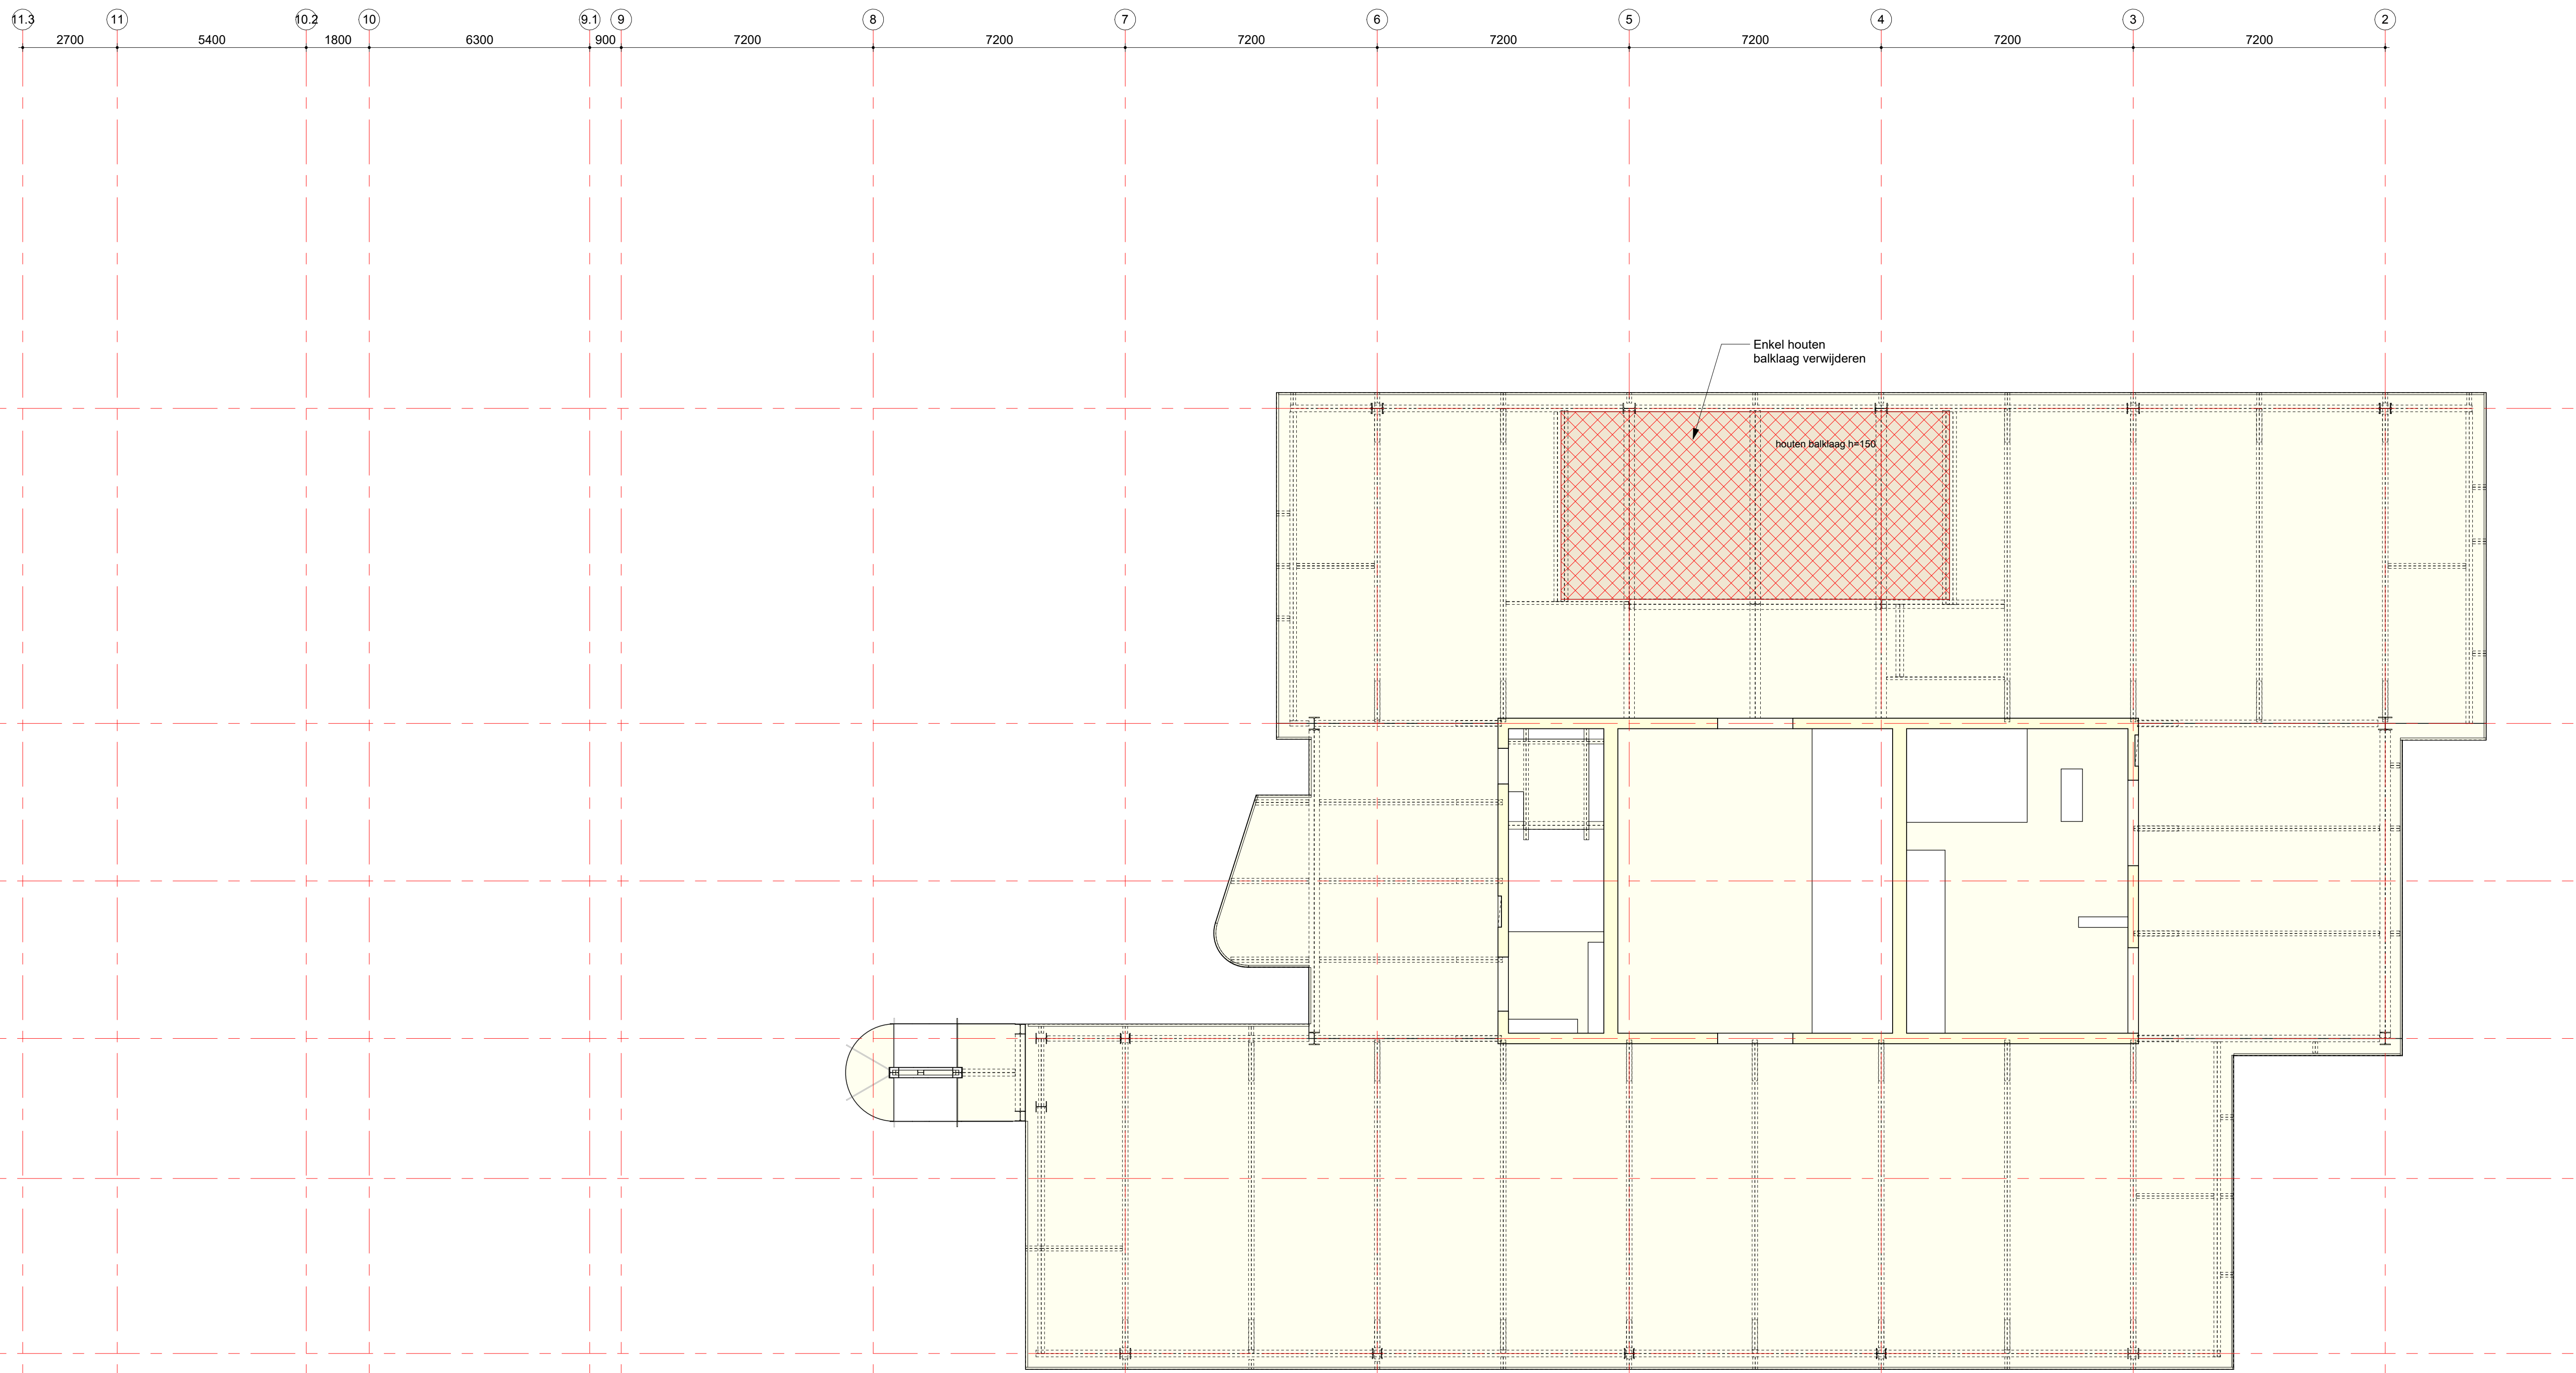 11.3 11 10.2 10 9.1 9 8 7 6 5 4 3 2
2700 5400 1800 6300 900 7200 7200 7200 7200 7200 7200 7200
Enkel houten
balklaag verwijderen
houten balklaag h=150